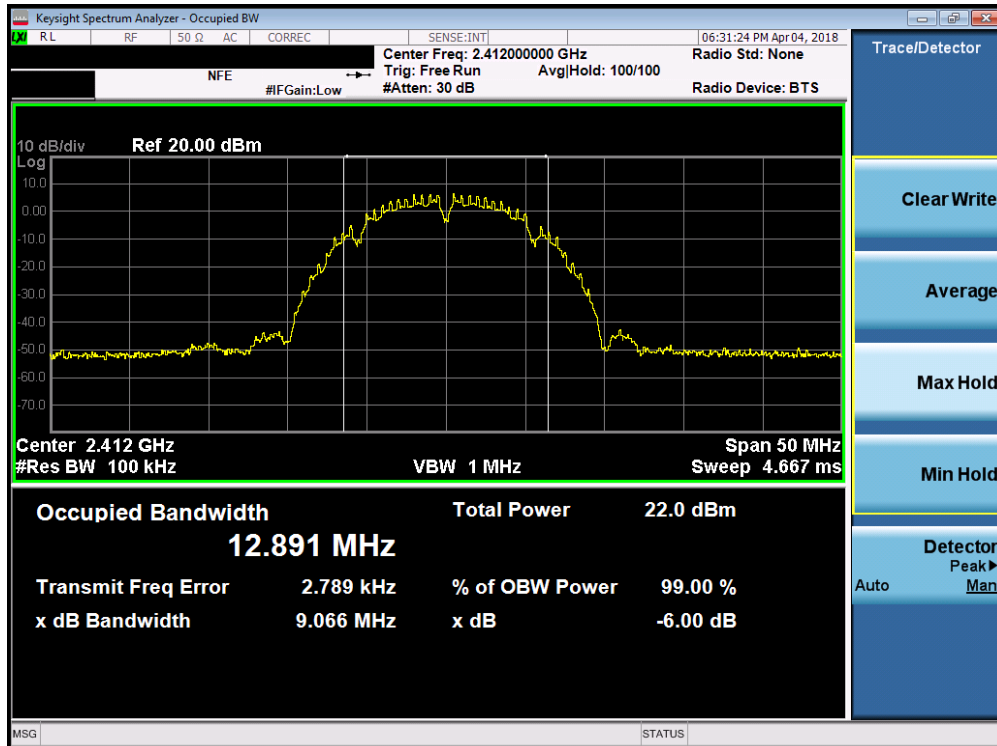 Keysight Spectrum Analyzer - Occupied BW
LXI RL RF 50 Ω AC CORREC SENSE:INT 06:31:24 PM Apr 04, 2018
Center Freq: 2.412000000 GHz Radio Std: None
NFE Trig: Free Run Avg|Hold: 100/100
#IFGain:Low #Atten: 30 dB Radio Device: BTS
10 dB/div Ref 20.00 dBm
Log
10.0
0.00
-10.0
-20.0
-30.0
-40.0
-50.0
-60.0
-70.0
Center 2.412 GHz Span 50 MHz
#Res BW 100 kHz VBW 1 MHz Sweep 4.667 ms
Occupied Bandwidth Total Power 22.0 dBm
12.891 MHz
Transmit Freq Error 2.789 kHz % of OBW Power 99.00 %
x dB Bandwidth 9.066 MHz x dB -6.00 dB
Trace/Detector
Clear Write
Average
Max Hold
Min Hold
Detector
Peak▶
Auto Man
MSG STATUS